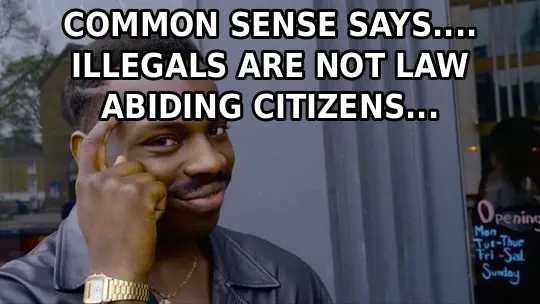 COMMON SENSE SAYS....
ILLEGALS ARE NOT LAW
ABIDING CITIZENS...
Opening
Mon
Tue-Thur
Fri-Sat
Sunday